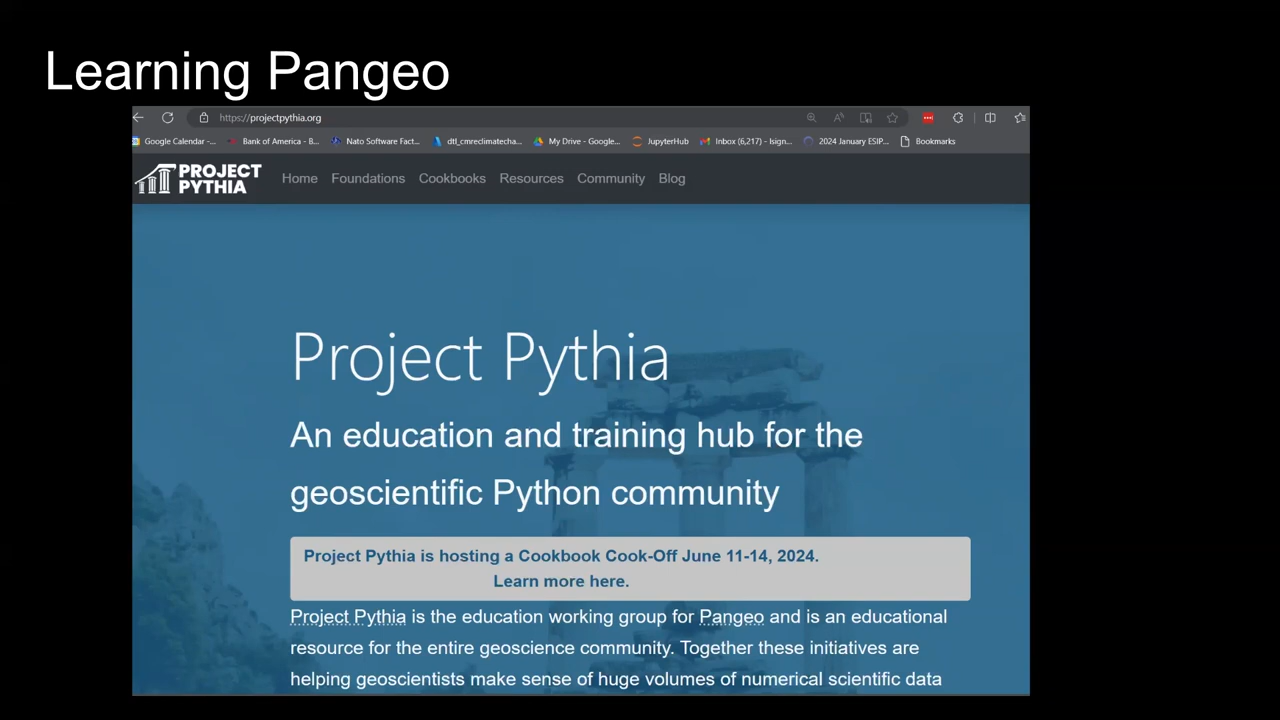 Learning Pangeo
https://projectpythia.org
Google Calendar -... Bank of America - B... Nato Software Fact... dtl_cmreclimatecha... My Drive - Google... JupyterHub Inbox (6,217) - lsign... 2024 January ESIP... Bookmarks
PROJECT
PYTHIA
Home Foundations Cookbooks Resources Community Blog
Project Pythia
An education and training hub for the
geoscientific Python community
Project Pythia is hosting a Cookbook Cook-Off June 11-14, 2024.
Learn more here.
Project Pythia is the education working group for Pangeo and is an educational
resource for the entire geoscience community. Together these initiatives are
helping geoscientists make sense of huge volumes of numerical scientific data